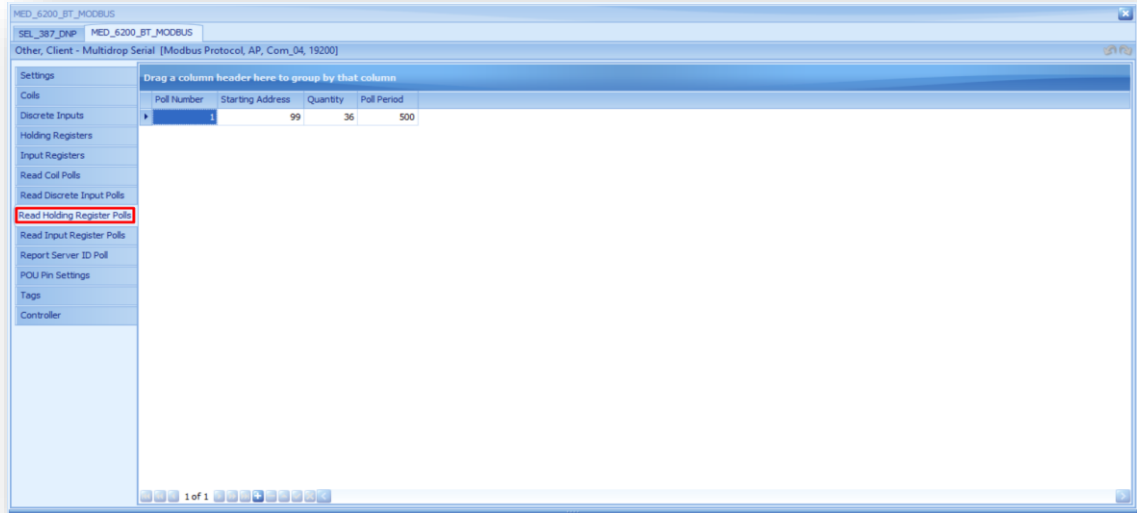 MED_6200_BT_MODBUS
SEL_387_DNP MED_6200_BT_MODBUS
Other, Client - Multidrop Serial [Modbus Protocol, AP, Com_04, 19200]
Settings
Coils
Discrete Inputs
Holding Registers
Input Registers
Read Coil Polls
Read Discrete Input Polls
Read Holding Register Polls
Read Input Register Polls
Report Server ID Poll
POU Pin Settings
Tags
Controller
Drag a column header here to group by that column
Poll Number Starting Address Quantity Poll Period
1 99 36 500
1 of 1